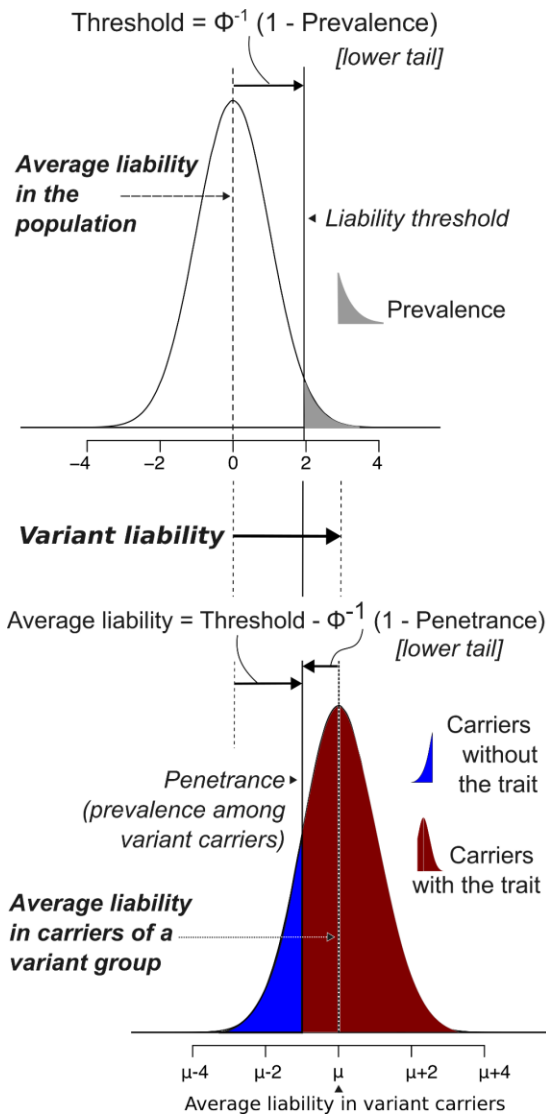 Threshold = Φ⁻¹ (1 - Prevalence)
[lower tail]
Average liability
in the
population
Liability threshold
Prevalence
−4 −2 0 2 4
Variant liability
Average liability = Threshold - Φ⁻¹ (1 - Penetrance)
[lower tail]
Carriers
without
the trait
Penetrance
(prevalence among
variant carriers)
Carriers
with the trait
Average liability
in carriers of a
variant group
μ-4 μ-2 μ μ+2 μ+4
Average liability in variant carriers